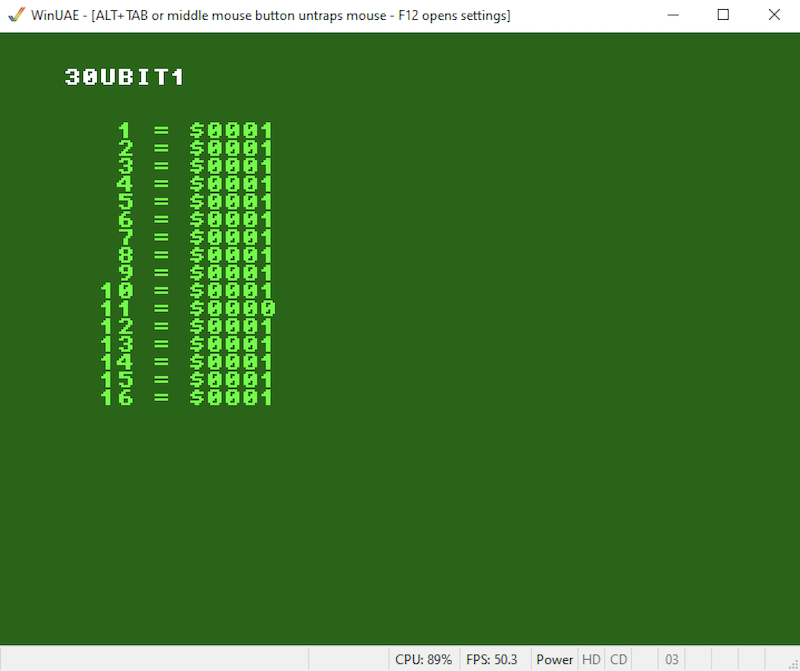 WinUAE - [ALT+TAB or middle mouse button untraps mouse - F12 opens settings]
30UBIT1
1 = $0001
2 = $0001
3 = $0001
4 = $0001
5 = $0001
6 = $0001
7 = $0001
8 = $0001
9 = $0001
10 = $0001
11 = $0000
12 = $0001
13 = $0001
14 = $0001
15 = $0001
16 = $0001
CPU: 89% FPS: 50.3 Power HD CD 03